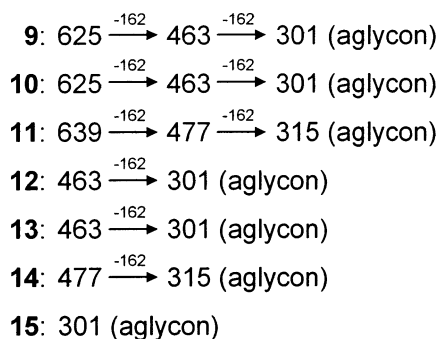 9: 625 -162→ 463 -162→ 301 (aglycon)
10: 625 -162→ 463 -162→ 301 (aglycon)
11: 639 -162→ 477 -162→ 315 (aglycon)
12: 463 -162→ 301 (aglycon)
13: 463 -162→ 301 (aglycon)
14: 477 -162→ 315 (aglycon)
15: 301 (aglycon)